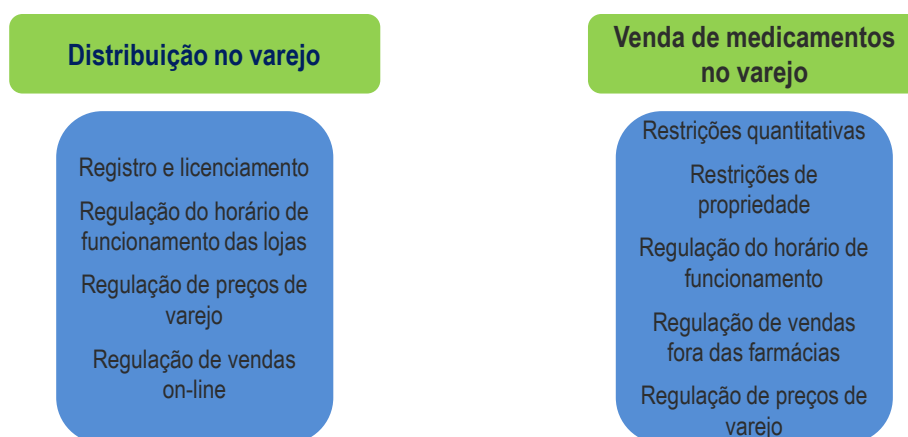 Distribuição no varejo
Registro e licenciamento
Regulação do horário de
funcionamento das lojas
Regulação de preços de
varejo
Regulação de vendas
on-line
Venda de medicamentos
no varejo
Restrições quantitativas
Restrições de
propriedade
Regulação do horário de
funcionamento
Regulação de vendas
fora das farmácias
Regulação de preços de
varejo